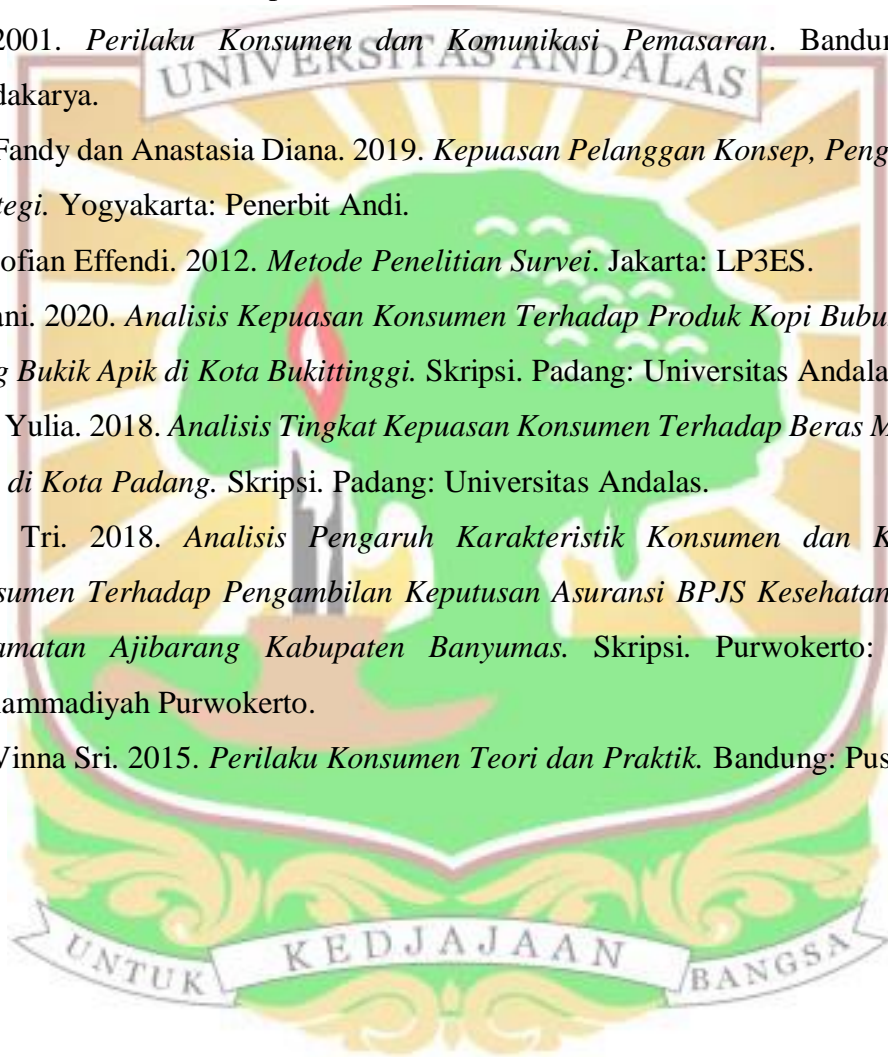 2001. Perilaku Konsumen dan Komunikasi Pemasaran. Bandun
UNIVERSITAS ANDALAS
dakarya.
Fandy dan Anastasia Diana. 2019. Kepuasan Pelanggan Konsep, Peng
tegi. Yogyakarta: Penerbit Andi.
ofian Effendi. 2012. Metode Penelitian Survei. Jakarta: LP3ES.
ani. 2020. Analisis Kepuasan Konsumen Terhadap Produk Kopi Bubu
g Bukik Apik di Kota Bukittinggi. Skripsi. Padang: Universitas Andala
Yulia. 2018. Analisis Tingkat Kepuasan Konsumen Terhadap Beras M
di Kota Padang. Skripsi. Padang: Universitas Andalas.
Tri. 2018. Analisis Pengaruh Karakteristik Konsumen dan K
sumen Terhadap Pengambilan Keputusan Asuransi BPJS Kesehatan
amatan Ajibarang Kabupaten Banyumas. Skripsi. Purwokerto:
ammadiyah Purwokerto.
Vinna Sri. 2015. Perilaku Konsumen Teori dan Praktik. Bandung: Pus
UNTUK KEDJAJAAN BANGSA